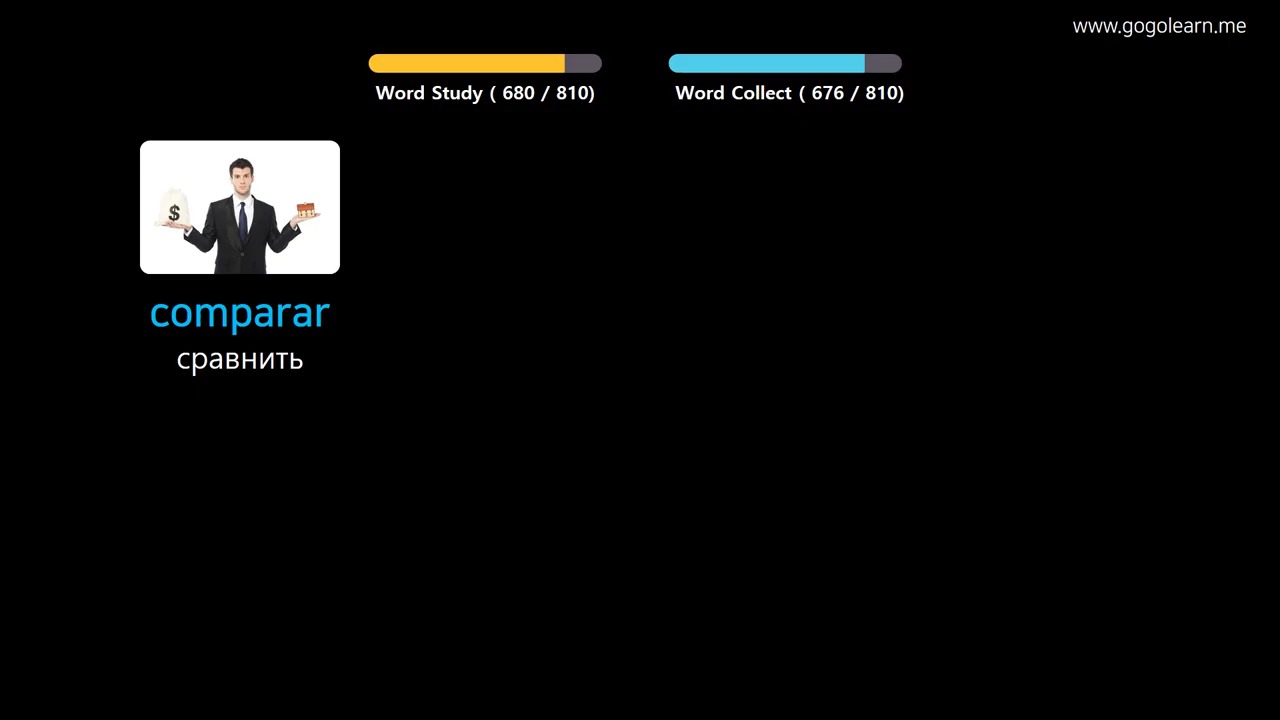 www.gogolearn.me
Word Study ( 680 / 810)
Word Collect ( 676 / 810)
$
comparar
сравнить